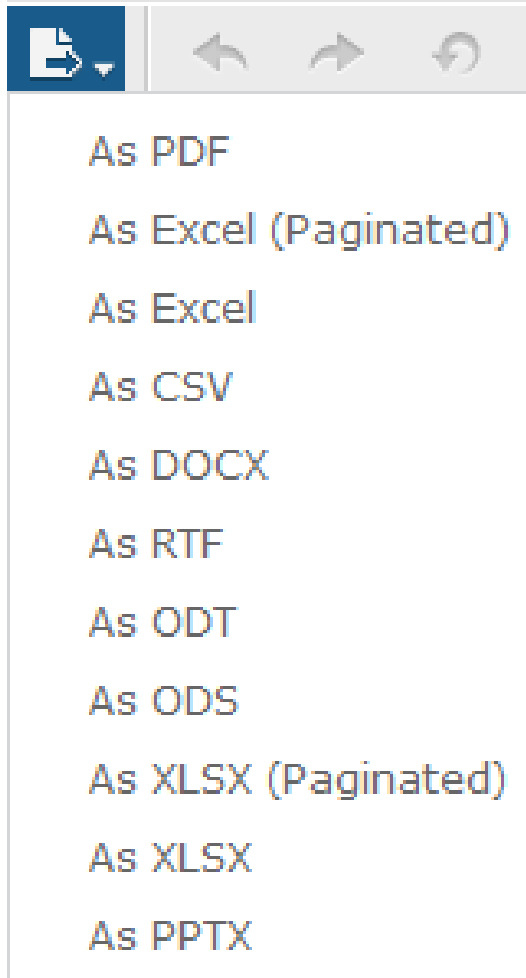 As PDF
As Excel (Paginated)
As Excel
As CSV
As DOCX
As RTF
As ODT
As ODS
As XLSX (Paginated)
As XLSX
As PPTX